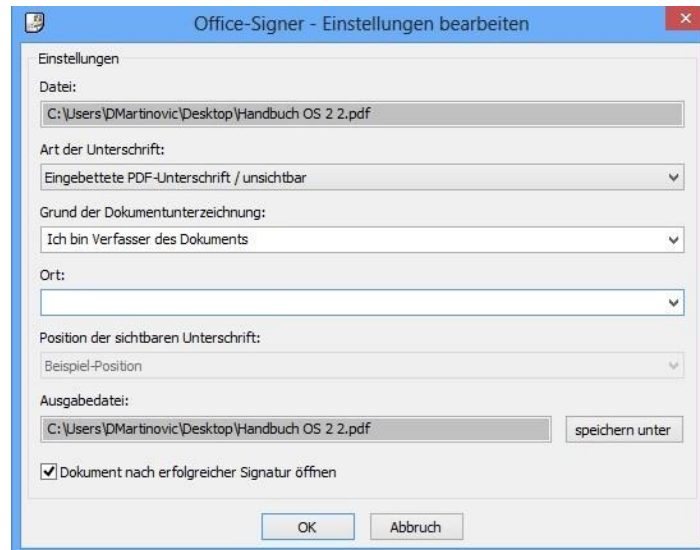 Office-Signer - Einstellungen bearbeiten
Einstellungen
Datei:
C:\Users\DMartinovic\Desktop\Handbuch OS 2 2.pdf
Art der Unterschrift:
Eingebettete PDF-Unterschrift / unsichtbar
Grund der Dokumentunterzeichnung:
Ich bin Verfasser des Dokuments
Ort:
Position der sichtbaren Unterschrift:
Beispiel-Position
Ausgabedatei:
C:\Users\DMartinovic\Desktop\Handbuch OS 2 2.pdf speichern unter
Dokument nach erfolgreicher Signatur öffnen
OK Abbruch